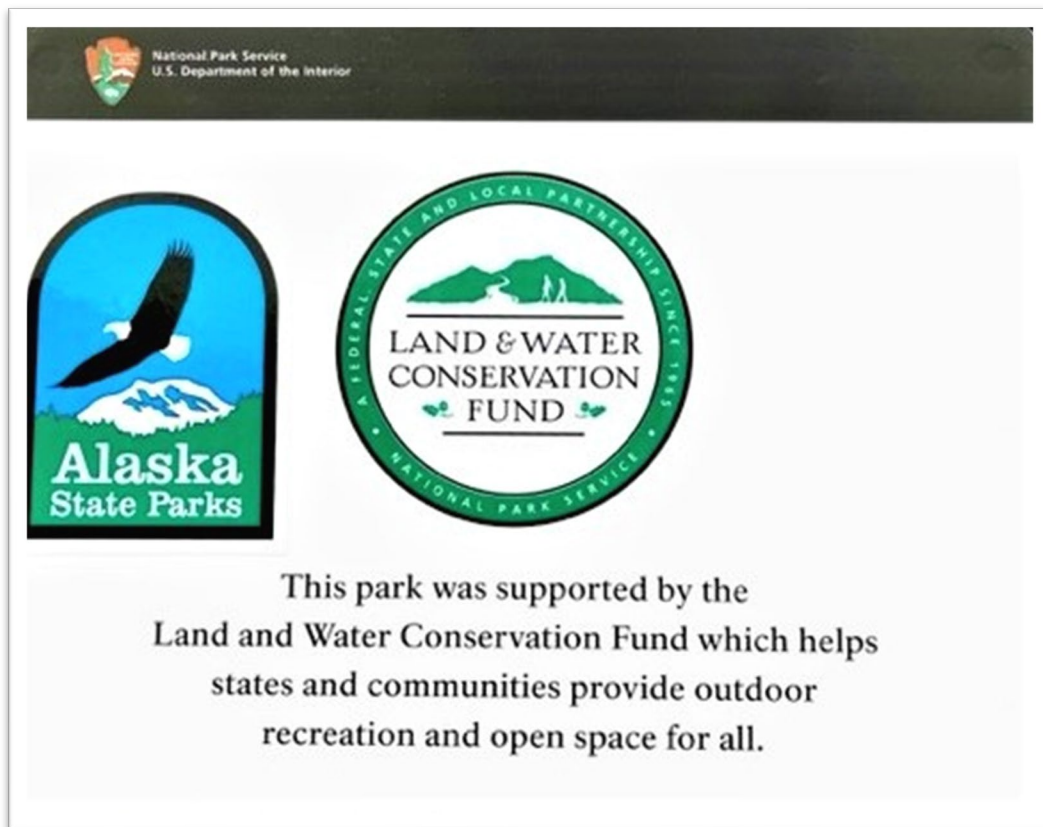 National Park Service
U.S. Department of the Interior
Alaska
State Parks
A FEDERAL, STATE AND LOCAL PARTNERSHIP SINCE 1965
LAND & WATER
CONSERVATION
FUND
• NATIONAL PARK SERVICE •
This park was supported by the
Land and Water Conservation Fund which helps
states and communities provide outdoor
recreation and open space for all.